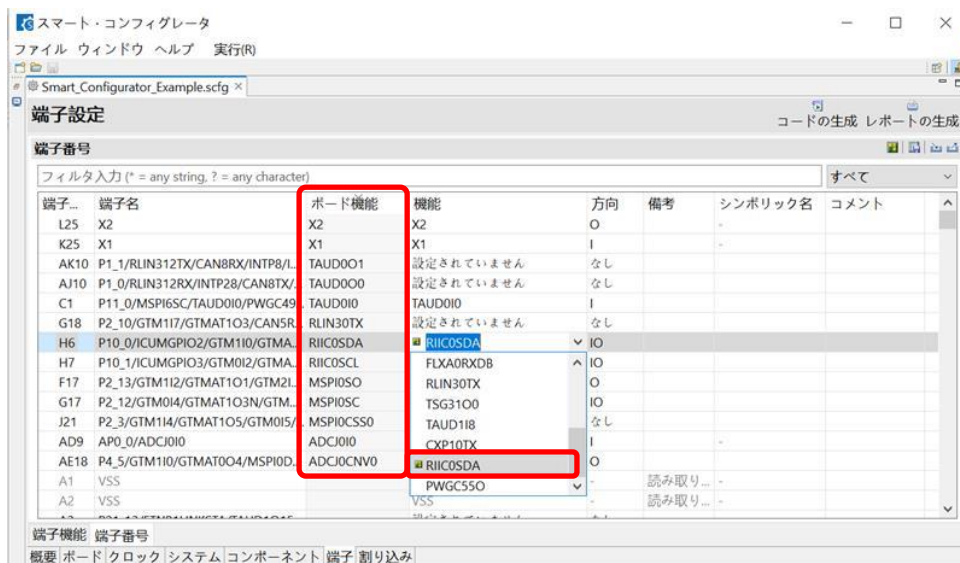 スマート・コンフィグレータ
ファイル ウィンドウ ヘルプ 実行(R)
Smart_Configurator_Example.scfg
端子設定
コードの生成 レポートの生成
端子番号
フィルタ入力 (* = any string, ? = any character) すべて
端子... 端子名 ボード機能 機能 方向 備考 シンボリック名 コメント
L25 X2 X2 X2 O -
K25 X1 X1 X1 I -
AK10 P1_1/RLIN312TX/CAN8RX/INTP8/I... TAUD0O1 設定されていません なし
AJ10 P1_0/RLIN312RX/INTP28/CAN8TX/... TAUD0O0 設定されていません なし
C1 P11_0/MSPI6SC/TAUD0I0/PWGC49... TAUD0I0 TAUD0I0 I
G18 P2_10/GTM1I7/GTMAT1O3/CAN5R... RLIN30TX 設定されていません なし
H6 P10_0/ICUMGPIO2/GTM1I0/GTMA... RIIC0SDA RIIC0SDA IO
H7 P10_1/ICUMGPIO3/GTM0I2/GTMA... RIIC0SCL FLXA0RXDB IO
F17 P2_13/GTM1I2/GTMAT1O1/GTM2I... MSPI0SO RLIN30TX O
G17 P2_12/GTM0I4/GTMAT1O3N/GTM... MSPI0SC TSG31O0 IO
J21 P2_3/GTM1I4/GTMAT1O5/GTM0I5/... MSPI0CSS0 TAUD1I8 なし
AD9 AP0_0/ADCJ0I0 ADCJ0I0 CXP10TX I -
AE18 P4_5/GTM1I0/GTMAT0O4/MSPI0D... ADCJ0CNV0 RIIC0SDA O
A1 VSS PWGC55O - 読み取り... -
A2 VSS VSS - 読み取り... -
端子機能 端子番号
概要 ボード クロック システム コンポーネント 端子 割り込み